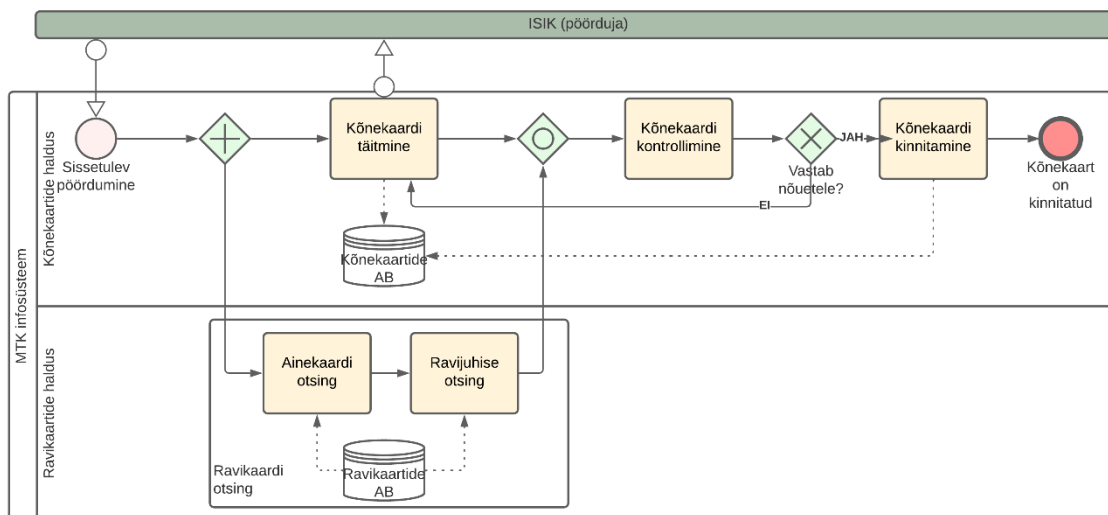 ISIK (pöörduja)
MTK infosüsteem
Kõnekaartide haldus
Sissetulev
pöördumine
Kõnekaardi
täitmine
Kõnekaardi
kontrollimine
Vastab
nõuetele?
JAH
EI
Kõnekaardi
kinnitamine
Kõnekaart
on
kinnitatud
Kõnekaartide
AB
Ravikaartide haldus
Ainekaardi
otsing
Ravijuhise
otsing
Ravikaartide
AB
Ravikaardi
otsing